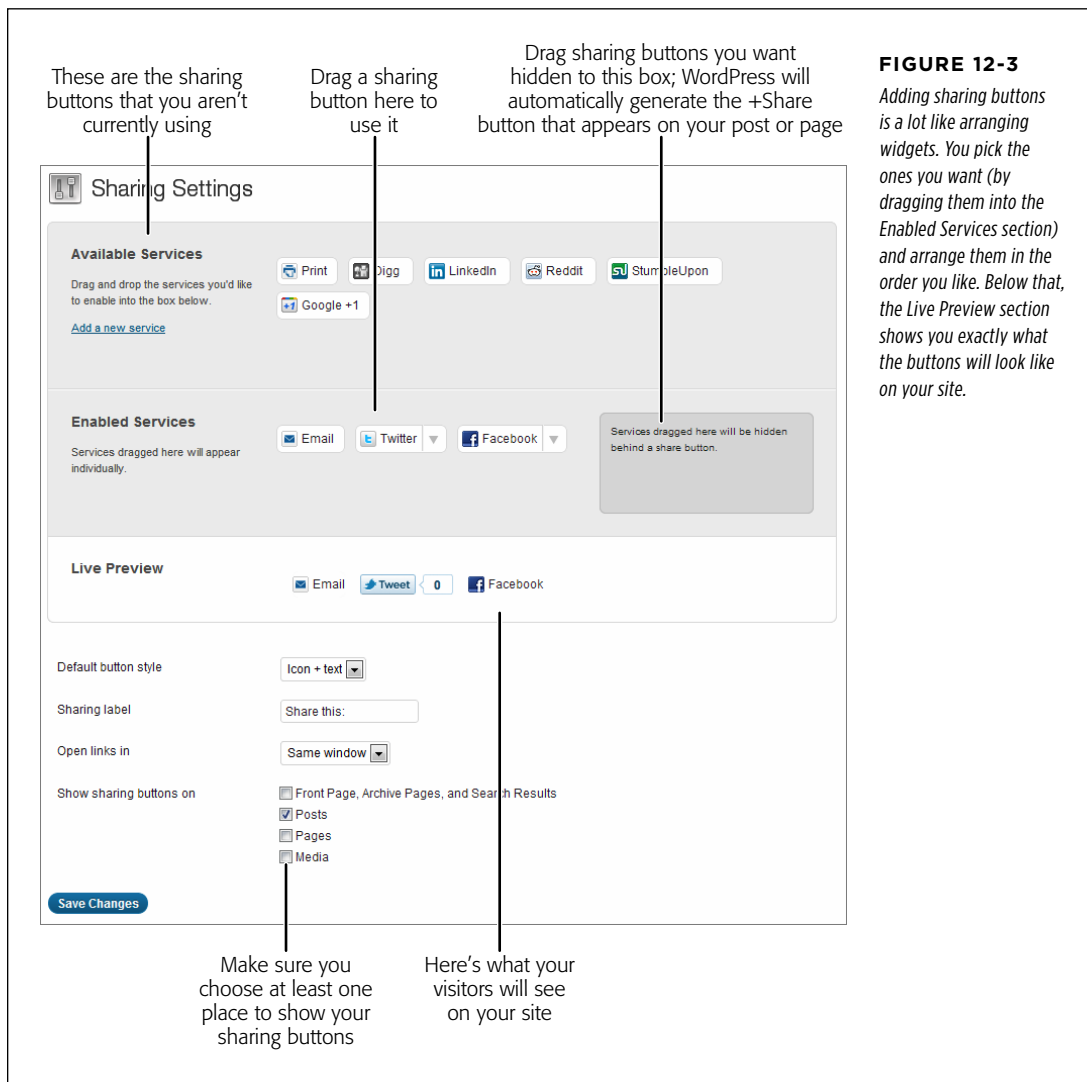 These are the sharing
buttons that you aren't
currently using
Drag a sharing
button here to
use it
Drag sharing buttons you want
hidden to this box; WordPress will
automatically generate the +Share
button that appears on your post or page
FIGURE 12-3
Adding sharing buttons
is a lot like arranging
widgets. You pick the
ones you want (by
dragging them into the
Enabled Services section)
and arrange them in the
order you like. Below that,
the Live Preview section
shows you exactly what
the buttons will look like
on your site.
Sharing Settings
Available Services
Drag and drop the services you'd like
to enable into the box below.
Add a new service
Print Digg LinkedIn Reddit StumbleUpon
+1 Google +1
Enabled Services
Services dragged here will appear
individually.
Email Twitter Facebook
Services dragged here will be hidden
behind a share button.
Live Preview
Email Tweet 0 Facebook
Default button style Icon + text
Sharing label Share this:
Open links in Same window
Show sharing buttons on Front Page, Archive Pages, and Search Results
Posts
Pages
Media
Save Changes
Make sure you
choose at least one
place to show your
sharing buttons
Here's what your
visitors will see
on your site